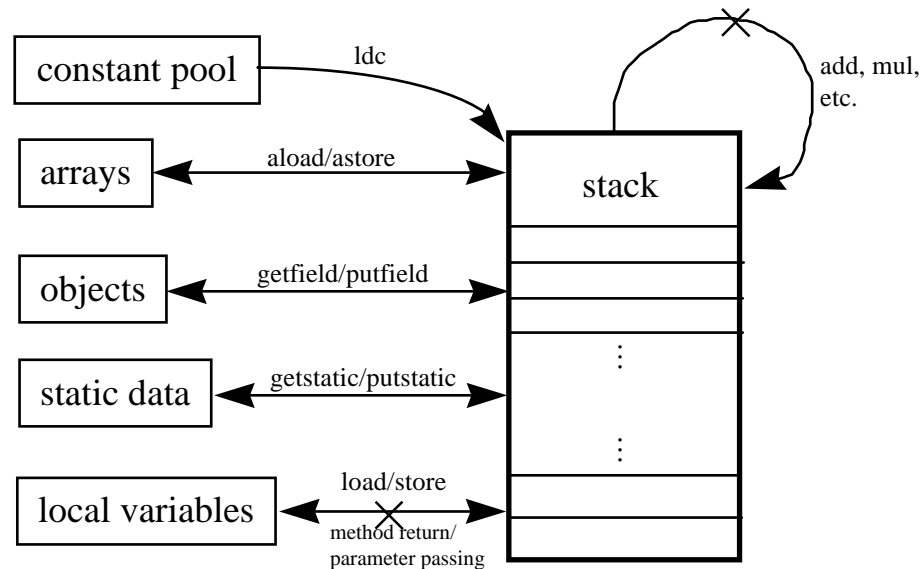 constant pool
ldc
add, mul,
etc.
arrays
aload/astore
stack
objects
getfield/putfield
static data
getstatic/putstatic
local variables
load/store
method return/
parameter passing